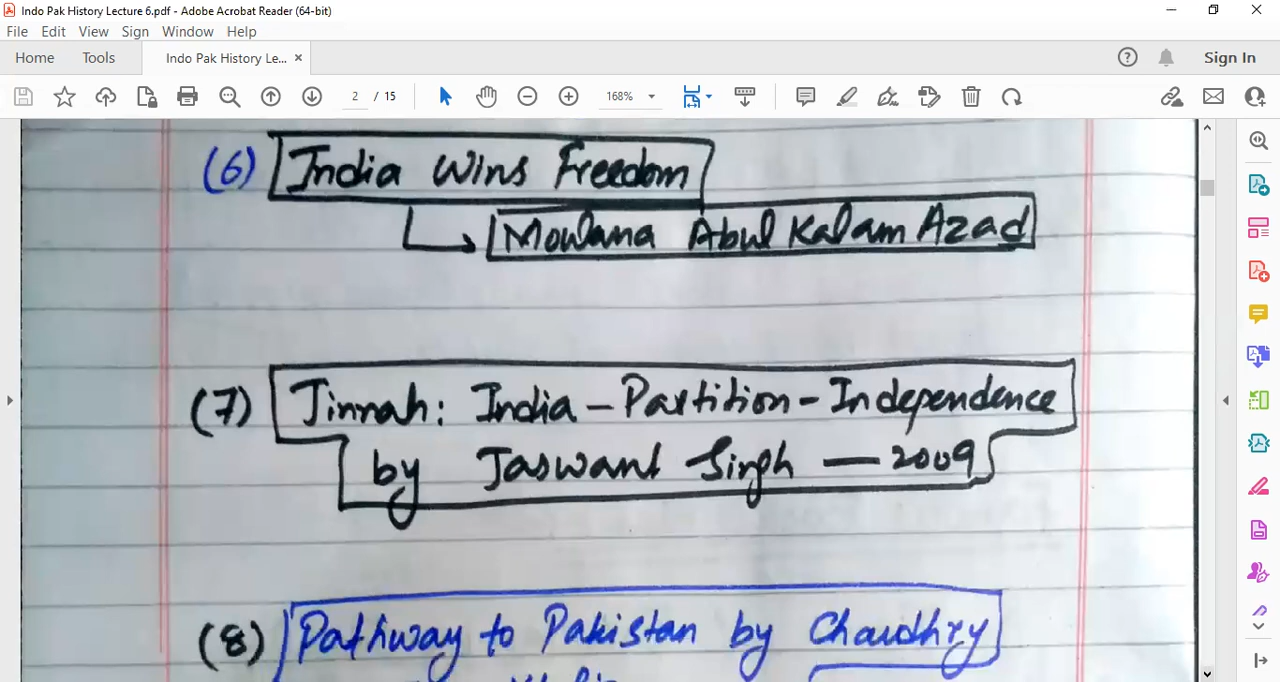 Indo Pak History Lecture 6.pdf - Adobe Acrobat Reader (64-bit)
File Edit View Sign Window Help
Home Tools Indo Pak History Le... × Sign In
2 / 15 168%
(6) India Wins Freedom
Moulana Abul Kalam Azad
(7) Jinnah: India - Partition - Independence
by Jaswant Singh — 2009
(8) Pathway to Pakistan by Chaudhry